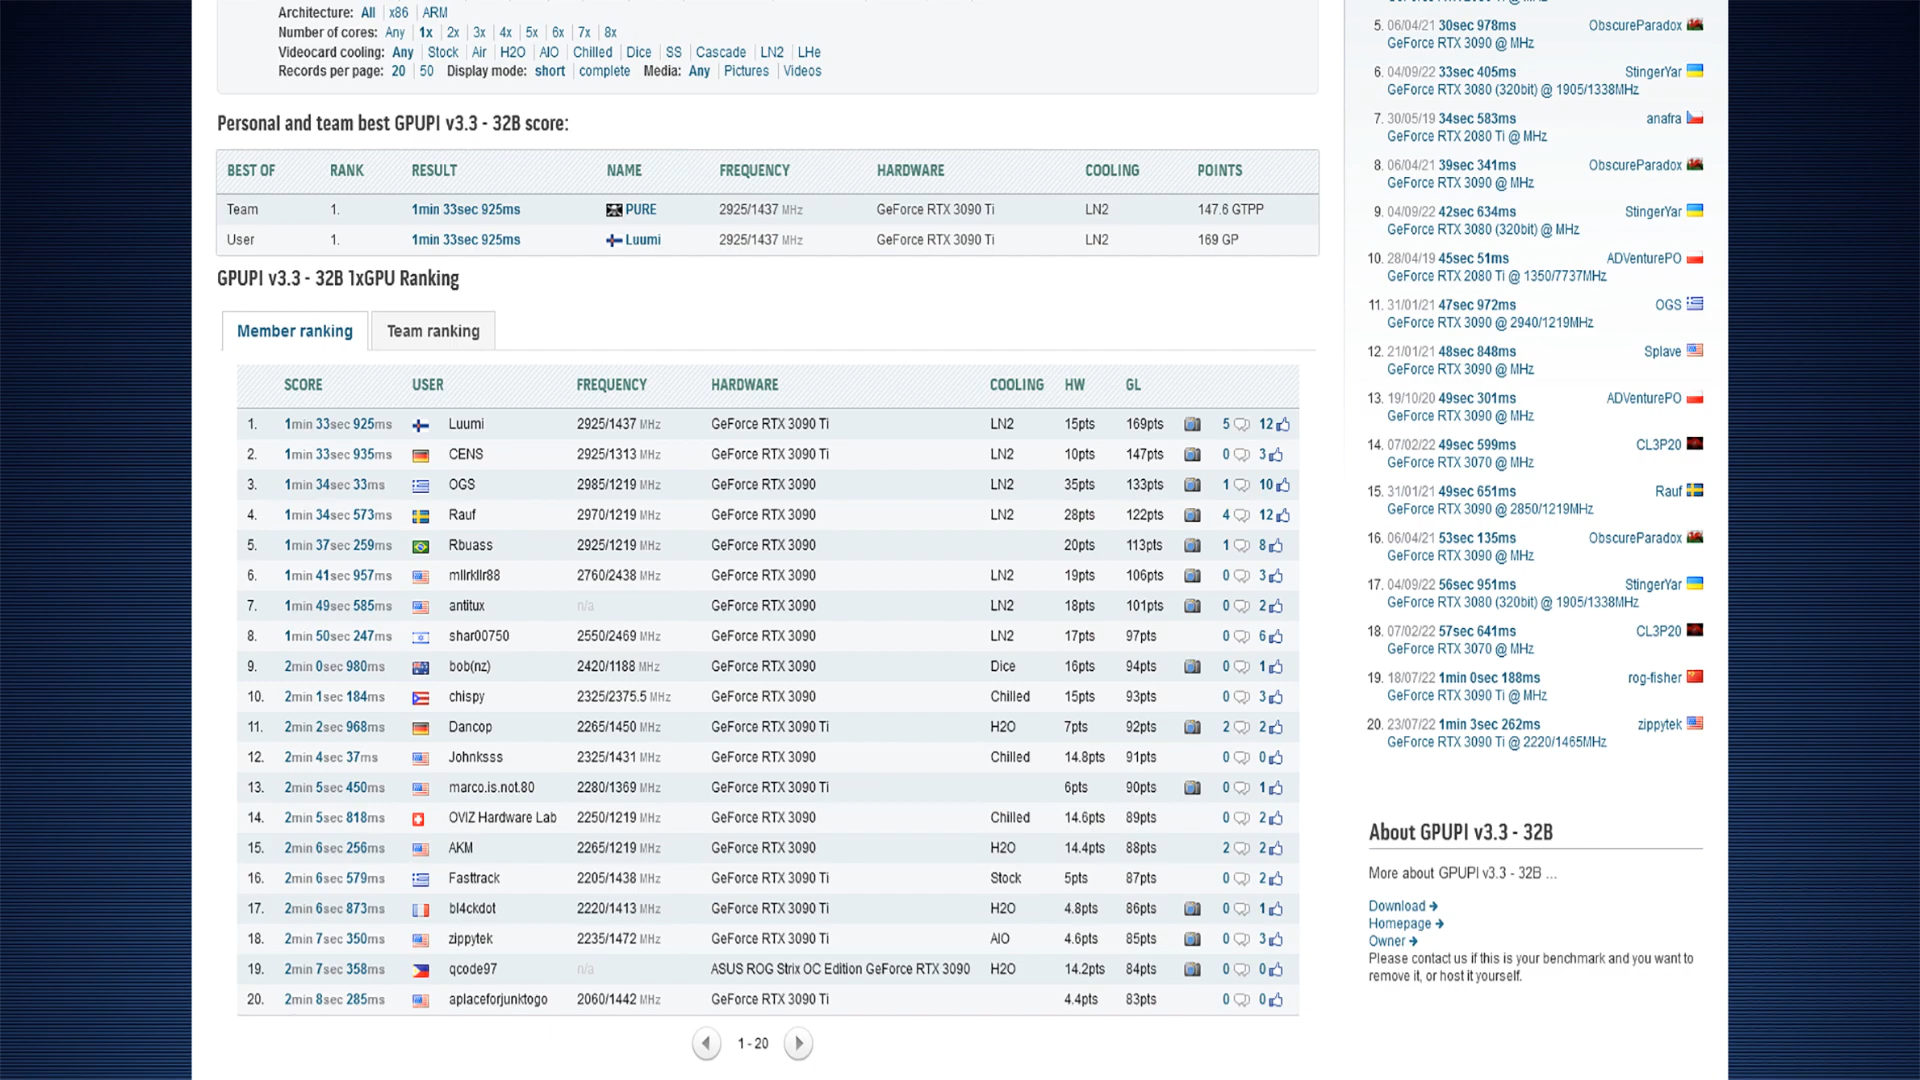 Architecture: All | x86 | ARM
Number of cores: Any | 1x | 2x | 3x | 4x | 5x | 6x | 7x | 8x
Videocard cooling: Any | Stock | Air | H2O | AIO | Chilled | Dice | SS | Cascade | LN2 | LHe
Records per page: 20 | 50 Display mode: short | complete Media: Any | Pictures | Videos
Personal and team best GPUPI v3.3 - 32B score:
BEST OF RANK RESULT NAME FREQUENCY HARDWARE COOLING POINTS
Team 1. 1min 33sec 925ms PURE 2925/1437 MHz GeForce RTX 3090 Ti LN2 147.6 GTPP
User 1. 1min 33sec 925ms Luumi 2925/1437 MHz GeForce RTX 3090 Ti LN2 169 GP
GPUPI v3.3 - 32B 1xGPU Ranking
Member ranking Team ranking
SCORE USER FREQUENCY HARDWARE COOLING HW GL
1. 1min 33sec 925ms Luumi 2925/1437 MHz GeForce RTX 3090 Ti LN2 15pts 169pts 5 12
2. 1min 33sec 935ms CENS 2925/1313 MHz GeForce RTX 3090 Ti LN2 10pts 147pts 0 3
3. 1min 34sec 33ms OGS 2985/1219 MHz GeForce RTX 3090 LN2 35pts 133pts 1 10
4. 1min 34sec 573ms Rauf 2970/1219 MHz GeForce RTX 3090 LN2 28pts 122pts 4 12
5. 1min 37sec 259ms Rbuass 2925/1219 MHz GeForce RTX 3090 20pts 113pts 1 8
6. 1min 41sec 957ms mllrkllr88 2760/2438 MHz GeForce RTX 3090 LN2 19pts 106pts 0 3
7. 1min 49sec 585ms antitux n/a GeForce RTX 3090 LN2 18pts 101pts 0 2
8. 1min 50sec 247ms shar00750 2550/2469 MHz GeForce RTX 3090 LN2 17pts 97pts 0 6
9. 2min 0sec 980ms bob(nz) 2420/1188 MHz GeForce RTX 3090 Dice 16pts 94pts 0 1
10. 2min 1sec 184ms chispy 2325/2375.5 MHz GeForce RTX 3090 Chilled 15pts 93pts 0 3
11. 2min 2sec 968ms Dancop 2265/1450 MHz GeForce RTX 3090 Ti H2O 7pts 92pts 2 2
12. 2min 4sec 37ms Johnksss 2325/1431 MHz GeForce RTX 3090 Chilled 14.8pts 91pts 0 0
13. 2min 5sec 450ms marco.is.not.80 2280/1369 MHz GeForce RTX 3090 Ti 6pts 90pts 0 1
14. 2min 5sec 818ms OVIZ Hardware Lab 2250/1219 MHz GeForce RTX 3090 Chilled 14.6pts 89pts 0 2
15. 2min 6sec 256ms AKM 2265/1219 MHz GeForce RTX 3090 H2O 14.4pts 88pts 2 2
16. 2min 6sec 579ms Fasttrack 2205/1438 MHz GeForce RTX 3090 Ti Stock 5pts 87pts 0 2
17. 2min 6sec 873ms bl4ckdot 2220/1413 MHz GeForce RTX 3090 Ti H2O 4.8pts 86pts 0 1
18. 2min 7sec 350ms zippytek 2235/1472 MHz GeForce RTX 3090 Ti AIO 4.6pts 85pts 0 3
19. 2min 7sec 358ms qcode97 n/a ASUS ROG Strix OC Edition GeForce RTX 3090 H2O 14.2pts 84pts 0 0
20. 2min 8sec 285ms aplaceforjunktogo 2060/1442 MHz GeForce RTX 3090 Ti 4.4pts 83pts 0 0
1 - 20
5. 06/04/21 30sec 978ms ObscureParadox
GeForce RTX 3090 @ MHz
6. 04/09/22 33sec 405ms StingerYar
GeForce RTX 3080 (320bit) @ 1905/1338MHz
7. 30/05/19 34sec 583ms anafra
GeForce RTX 2080 Ti @ MHz
8. 06/04/21 39sec 341ms ObscureParadox
GeForce RTX 3090 @ MHz
9. 04/09/22 42sec 634ms StingerYar
GeForce RTX 3080 (320bit) @ MHz
10. 28/04/19 45sec 51ms ADVenturePO
GeForce RTX 2080 Ti @ 1350/7737MHz
11. 31/01/21 47sec 972ms OGS
GeForce RTX 3090 @ 2940/1219MHz
12. 21/01/21 48sec 848ms Splave
GeForce RTX 3090 @ MHz
13. 19/10/20 49sec 301ms ADVenturePO
GeForce RTX 3090 @ MHz
14. 07/02/22 49sec 599ms CL3P20
GeForce RTX 3070 @ MHz
15. 31/01/21 49sec 651ms Rauf
GeForce RTX 3090 @ 2850/1219MHz
16. 06/04/21 53sec 135ms ObscureParadox
GeForce RTX 3090 @ MHz
17. 04/09/22 56sec 951ms StingerYar
GeForce RTX 3080 (320bit) @ 1905/1338MHz
18. 07/02/22 57sec 641ms CL3P20
GeForce RTX 3070 @ MHz
19. 18/07/22 1min 0sec 188ms rog-fisher
GeForce RTX 3090 Ti @ MHz
20. 23/07/22 1min 3sec 262ms zippytek
GeForce RTX 3090 Ti @ 2220/1465MHz
About GPUPI v3.3 - 32B
More about GPUPI v3.3 - 32B ...
Download
Homepage
Owner
Please contact us if this is your benchmark and you want to
remove it, or host it yourself.